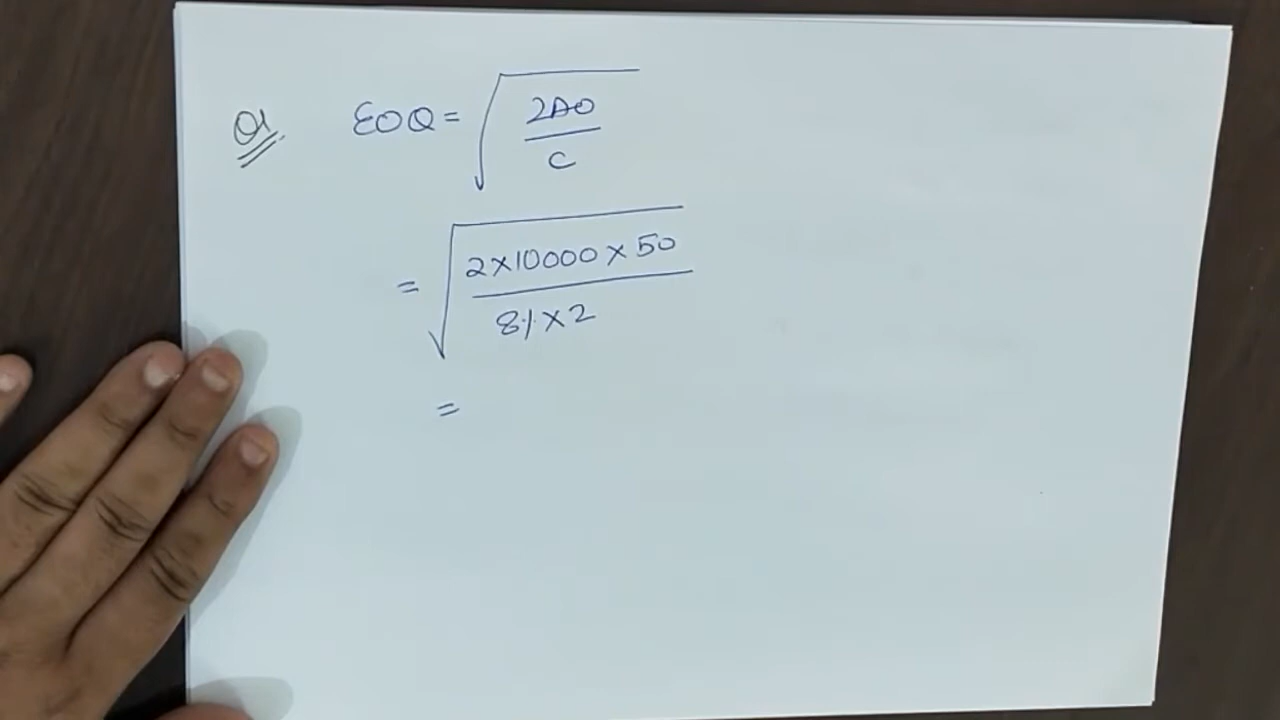 Q1 EOQ = √(2AO / C)
= √(2×10000×50 / 8%×2)
=